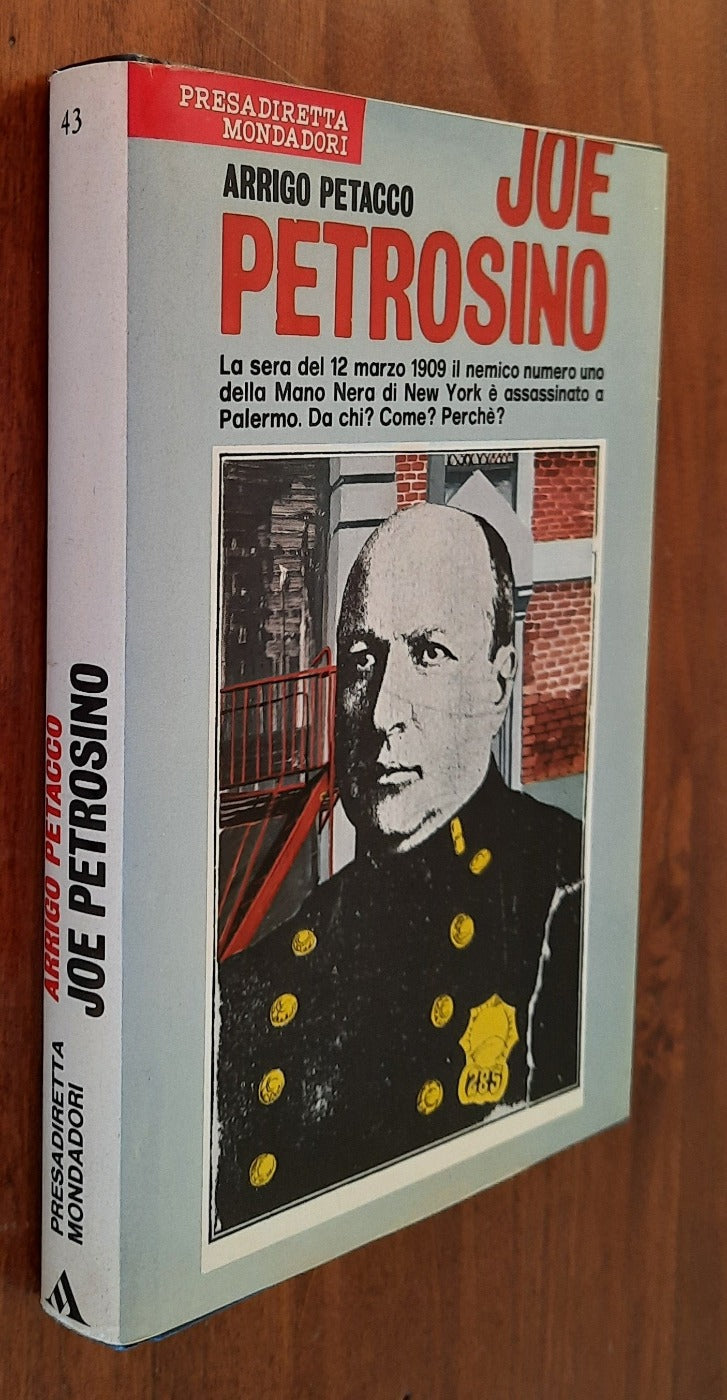 43
ARRIGO PETACCO
JOE PETROSINO
PRESADIRETTA
MONDADORI
PRESADIRETTA
MONDADORI
ARRIGO PETACCO
JOE
PETROSINO
La sera del 12 marzo 1909 il nemico numero uno
della Mano Nera di New York è assassinato a
Palermo. Da chi? Come? Perchè?
285